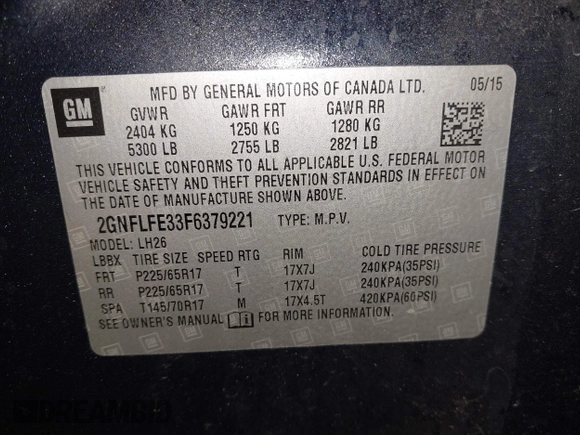 GM
MFD BY GENERAL MOTORS OF CANADA LTD. 05/15
GVWR GAWR FRT GAWR RR
2404 KG 1250 KG 1280 KG
5300 LB 2755 LB 2821 LB
THIS VEHICLE CONFORMS TO ALL APPLICABLE U.S. FEDERAL MOTOR
VEHICLE SAFETY AND THEFT PREVENTION STANDARDS IN EFFECT ON
THE DATE OF MANUFACTURE SHOWN ABOVE.
2GNFLFE33F6379221 TYPE: M.P.V.
MODEL: LH26
LBBX TIRE SIZE SPEED RTG RIM COLD TIRE PRESSURE
FRT P225/65R17 T 17X7J 240KPA(35PSI)
RR P225/65R17 T 17X7J 240KPA(35PSI)
SPA T145/70R17 M 17X4.5T 420KPA(60PSI)
SEE OWNER'S MANUAL FOR MORE INFORMATION.
DREAMBID